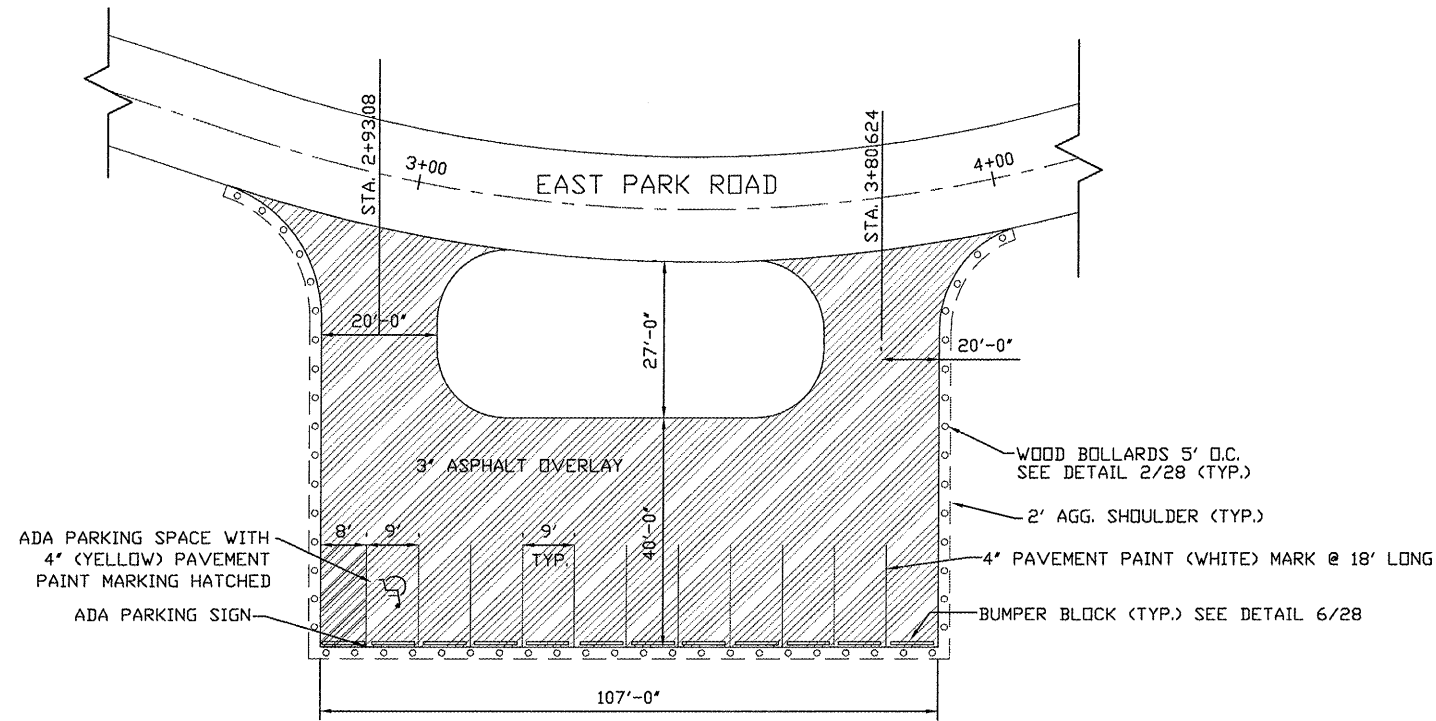 STA. 2+93.08
3+00
EAST PARK ROAD
STA. 3+80.624
4+00
20'-0"
27'-0"
20'-0"
WOOD BOLLARDS 5' O.C.
SEE DETAIL 2/28 (TYP.)
3" ASPHALT OVERLAY
2' AGG. SHOULDER (TYP.)
ADA PARKING SPACE WITH
4" (YELLOW) PAVEMENT
PAINT MARKING HATCHED
8'
9'
9'
TYP.
40'-0"
4" PAVEMENT PAINT (WHITE) MARK @ 18' LONG
ADA PARKING SIGN
BUMPER BLOCK (TYP.) SEE DETAIL 6/28
107'-0"